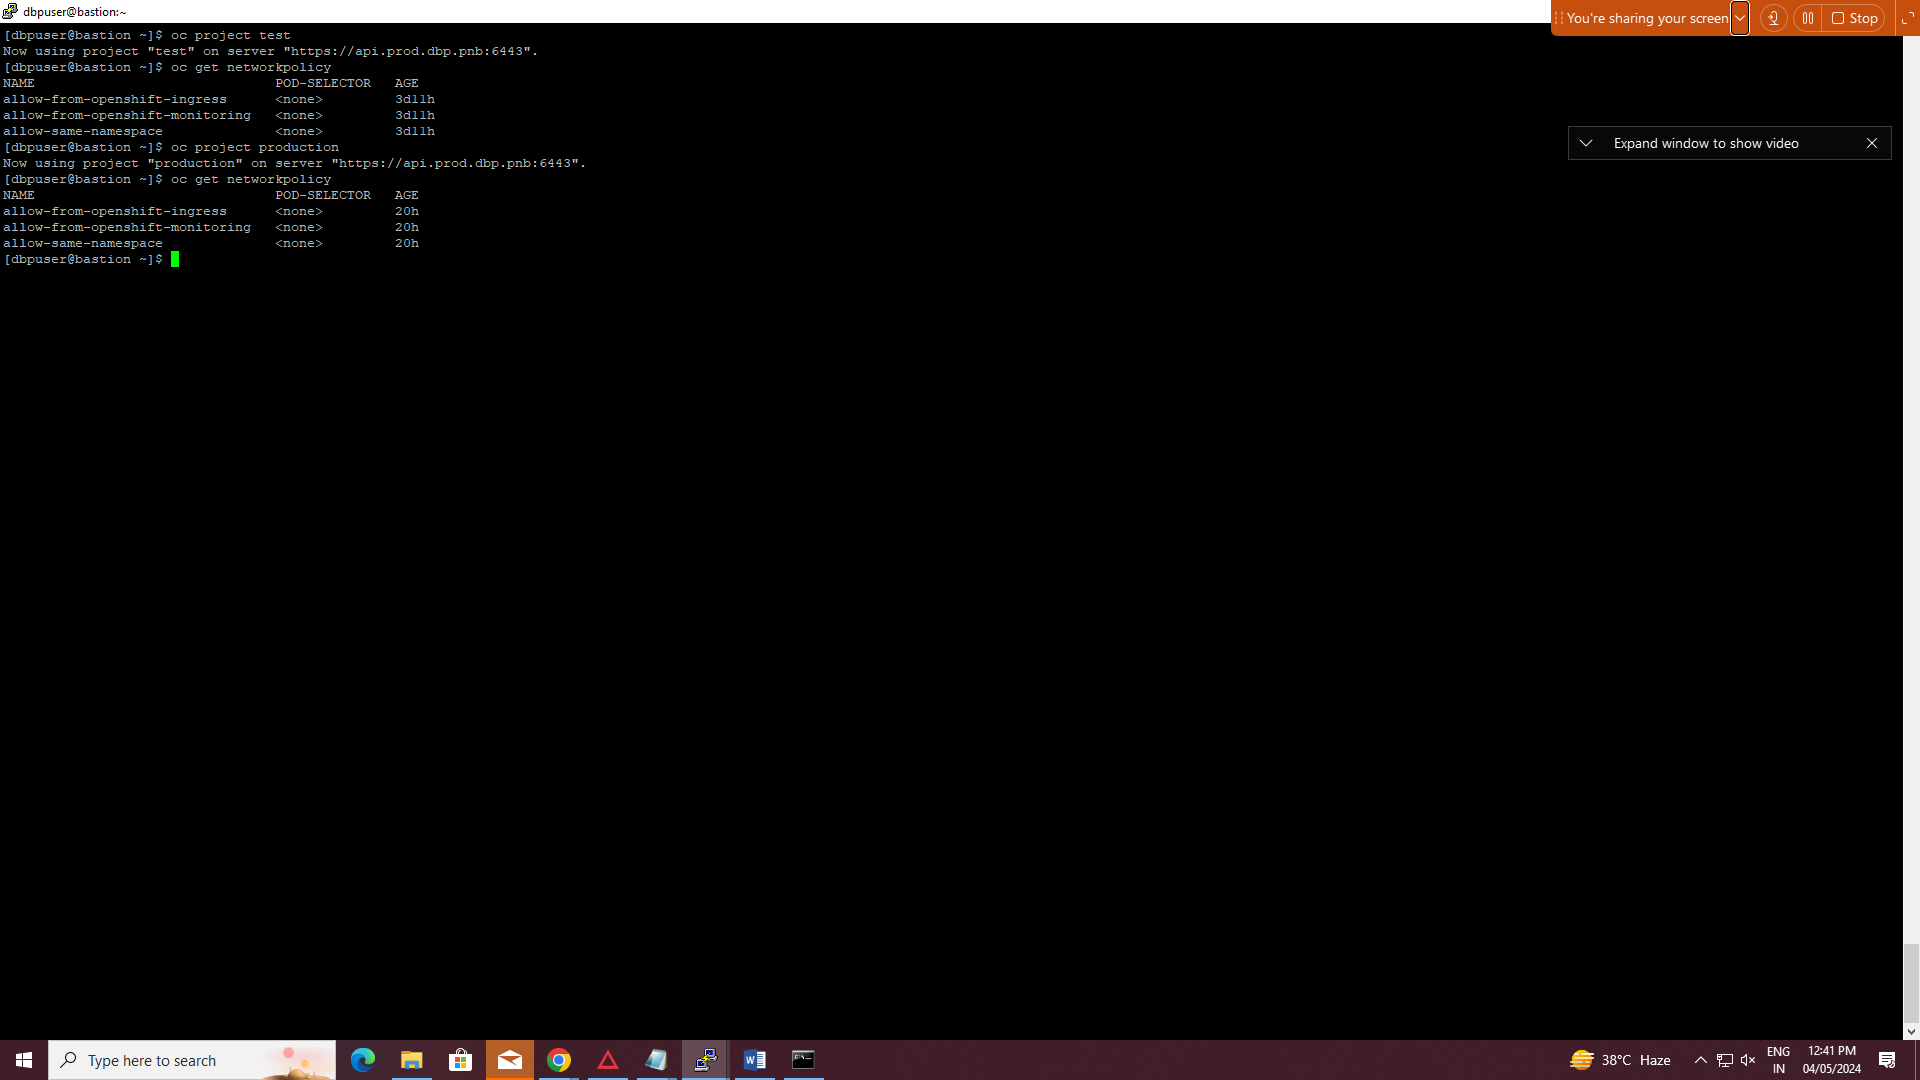 dbpuser@bastion:~
You're sharing your screen
Stop
[dbpuser@bastion ~]$ oc project test
Now using project "test" on server "https://api.prod.dbp.pnb:6443".
[dbpuser@bastion ~]$ oc get networkpolicy
NAME                              POD-SELECTOR   AGE
allow-from-openshift-ingress      <none>         3d11h
allow-from-openshift-monitoring   <none>         3d11h
allow-same-namespace              <none>         3d11h
[dbpuser@bastion ~]$ oc project production
Now using project "production" on server "https://api.prod.dbp.pnb:6443".
[dbpuser@bastion ~]$ oc get networkpolicy
NAME                              POD-SELECTOR   AGE
allow-from-openshift-ingress      <none>         20h
allow-from-openshift-monitoring   <none>         20h
allow-same-namespace              <none>         20h
[dbpuser@bastion ~]$
Expand window to show video
Type here to search
38°C Haze
ENG
IN
12:41 PM
04/05/2024